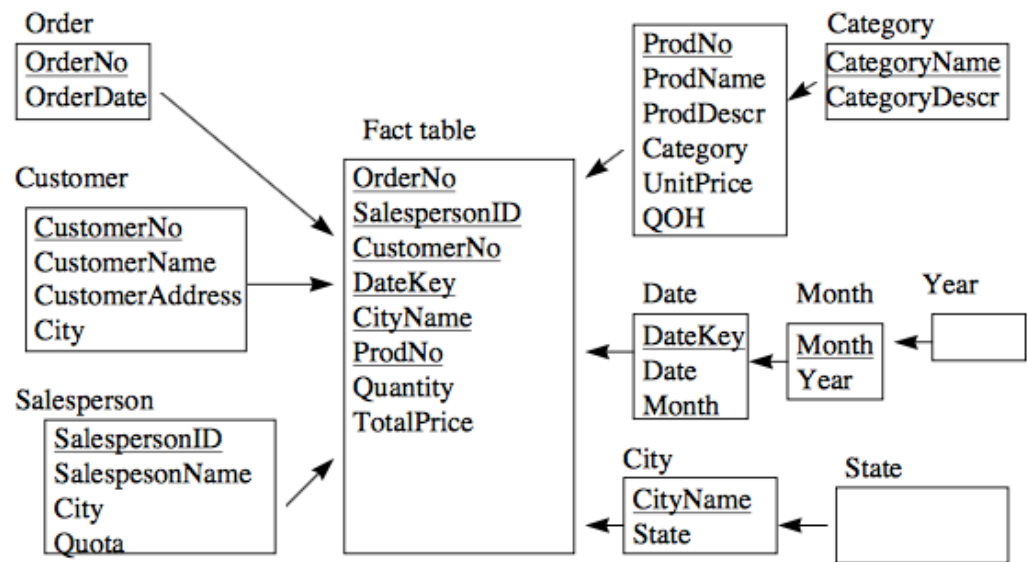 Order
OrderNo
OrderDate
Customer
CustomerNo
CustomerName
CustomerAddress
City
Salesperson
SalespersonID
SalespesonName
City
Quota
Fact table
OrderNo
SalespersonID
CustomerNo
DateKey
CityName
ProdNo
Quantity
TotalPrice
ProdNo
ProdName
ProdDescr
Category
UnitPrice
QOH
Category
CategoryName
CategoryDescr
Date
DateKey
Date
Month
Month
Month
Year
Year
City
CityName
State
State